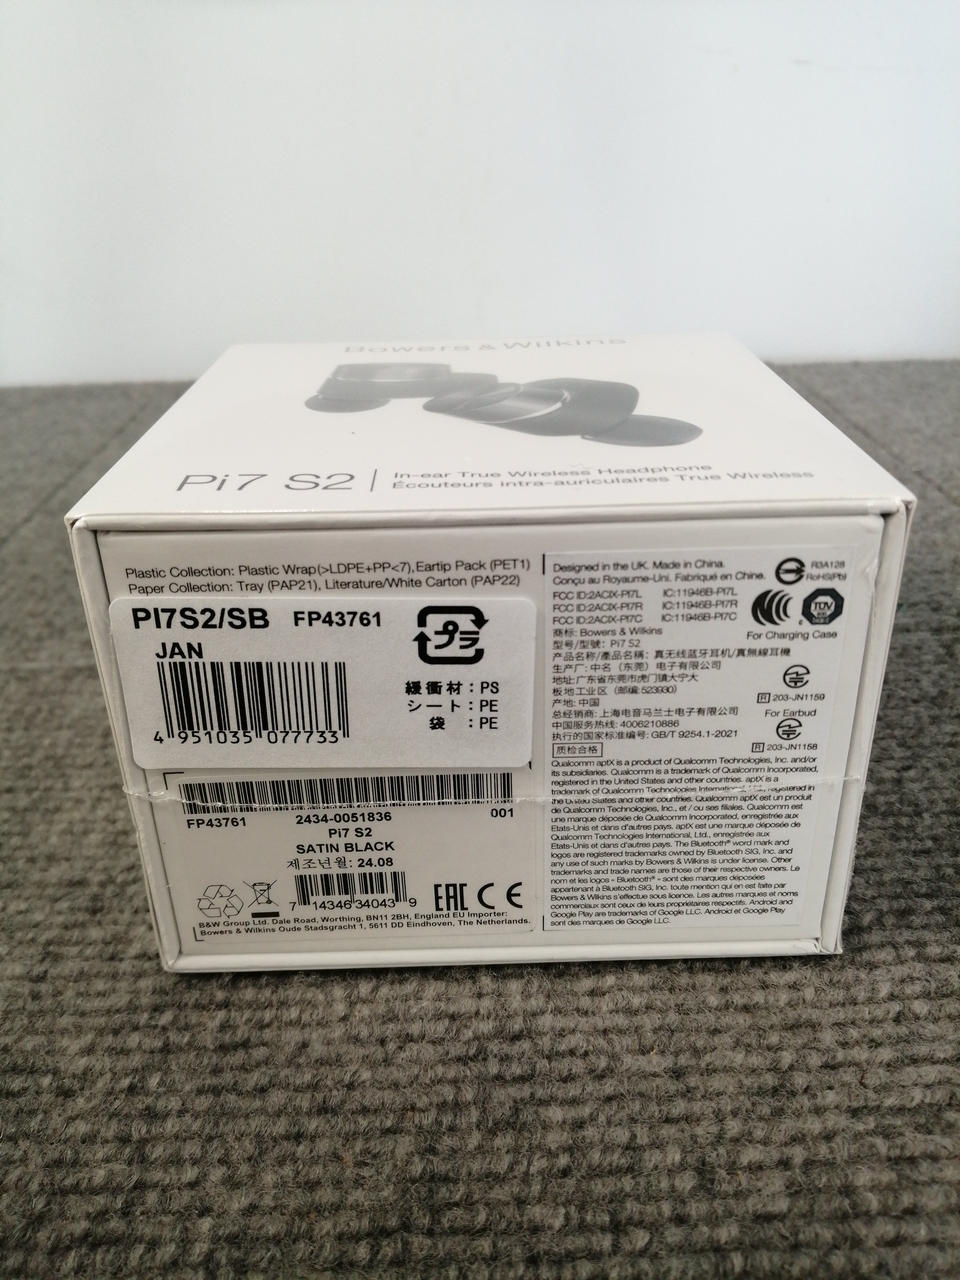 Bowers & Wilkins
Pi7 S2
In-ear True Wireless Headphone
Écouteurs intra-auriculaires True Wireless
Plastic Collection: Plastic Wrap(>LDPE+PP<7),Eartip Pack (PET1)
Paper Collection: Tray (PAP21), Literature/White Carton (PAP22)
PI7S2/SB FP43761
JAN
4 951035 077733
プラ
緩衝材：PS
シート：PE
袋：PE
FP43761 2434-0051836 001
Pi7 S2
SATIN BLACK
제조년월: 24.08
7 14346 34043 9
EAC CE
B&W Group Ltd. Dale Road, Worthing, BN11 2BH, England EU Importer:
Bowers & Wilkins Oude Stadsgracht 1, 5611 DD Eindhoven, The Netherlands.
Designed in the UK. Made in China.
Conçu au Royaume-Uni. Fabriqué en Chine.
R3A128
RoHS(Pb)
FCC ID:2ACIX-PI7L IC:11946B-PI7L
FCC ID:2ACIX-PI7R IC:11946B-PI7R
FCC ID:2ACIX-PI7C IC:11946B-PI7C
TÜV
For Charging Case
商标: Bowers & Wilkins
型号/型號: Pi7 S2
产品名称/產品名稱: 真无线蓝牙耳机/真無線耳機
生产厂: 中名（东莞）电子有限公司
地址:广东省东莞市虎门镇大宁大
板地工业区（邮编:523930）
产地: 中国
总经销商: 上海电音马兰士电子有限公司
中国服务热线: 4006210886
执行的国家标准编号: GB/T 9254.1-2021
质检合格
R 203-JN1159
For Earbud
R 203-JN1158
Qualcomm aptX is a product of Qualcomm Technologies, Inc. and/or
its subsidiaries. Qualcomm is a trademark of Qualcomm Incorporated,
registered in the United States and other countries. aptX is a
trademark of Qualcomm Technologies International, Ltd., registered in
the United States and other countries. Qualcomm aptX est un produit
de Qualcomm Technologies, Inc., et / ou ses filiales. Qualcomm est
une marque déposée de Qualcomm Incorporated, enregistrée aux
Etats-Unis et dans d'autres pays. aptX est une marque déposée de
Qualcomm Technologies International, Ltd., enregistrée aux
Etats-Unis et dans d'autres pays. The Bluetooth® word mark and
logos are registered trademarks owned by Bluetooth SIG, Inc. and
any use of such marks by Bowers & Wilkins is under license. Other
trademarks and trade names are those of their respective owners. Le
nom et les logos - Bluetooth® - sont des marques déposées
appartenant à Bluetooth SIG, Inc. toute mention qui en est faite par
Bowers & Wilkins s'effectue sous licence. Les autres marques et noms
commerciaux sont ceux de leurs propriétaires respectifs. Android and
Google Play are trademarks of Google LLC. Android et Google Play
sont des marques de Google LLC.